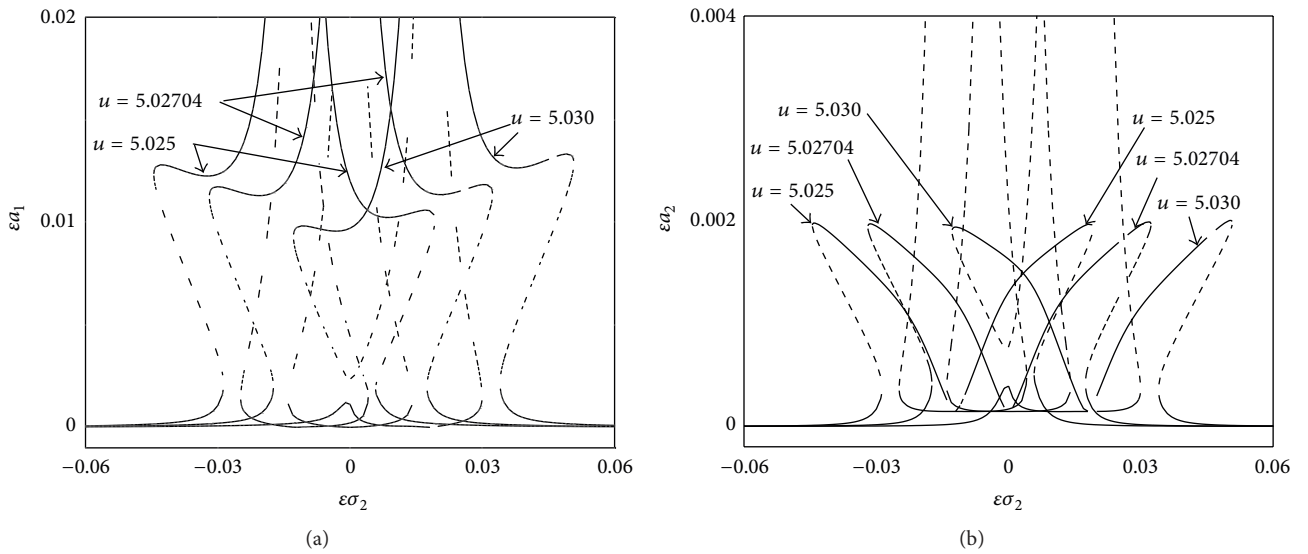 0.02
u = 5.02704
u = 5.025
u = 5.030
0.01
εa₁
0
−0.06
−0.03
0
0.03
0.06
εσ₂
(a)
0.004
u = 5.030
u = 5.02704
u = 5.025
u = 5.025
u = 5.02704
u = 5.030
0.002
εa₂
0
−0.06
−0.03
0
0.03
0.06
εσ₂
(b)